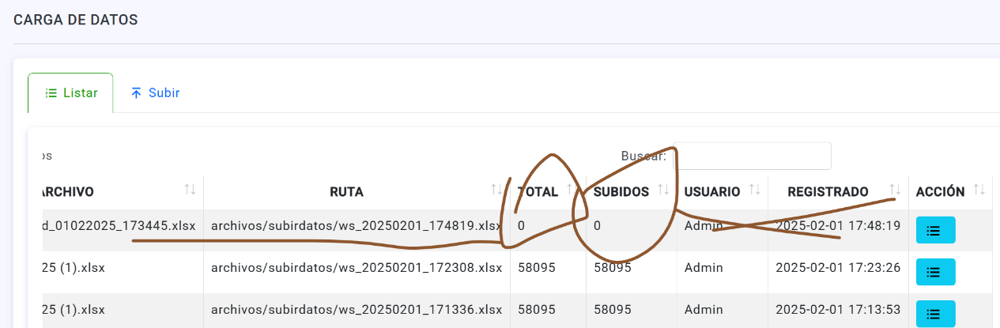 CARGA DE DATOS
Listar Subir
os Buscar:
ARCHIVO RUTA TOTAL SUBIDOS USUARIO REGISTRADO ACCIÓN
d_01022025_173445.xlsx archivos/subirdatos/ws_20250201_174819.xlsx 0 0 Admin 2025-02-01 17:48:19
25 (1).xlsx archivos/subirdatos/ws_20250201_172308.xlsx 58095 58095 Admin 2025-02-01 17:23:26
25 (1).xlsx archivos/subirdatos/ws_20250201_171336.xlsx 58095 58095 Admin 2025-02-01 17:13:53